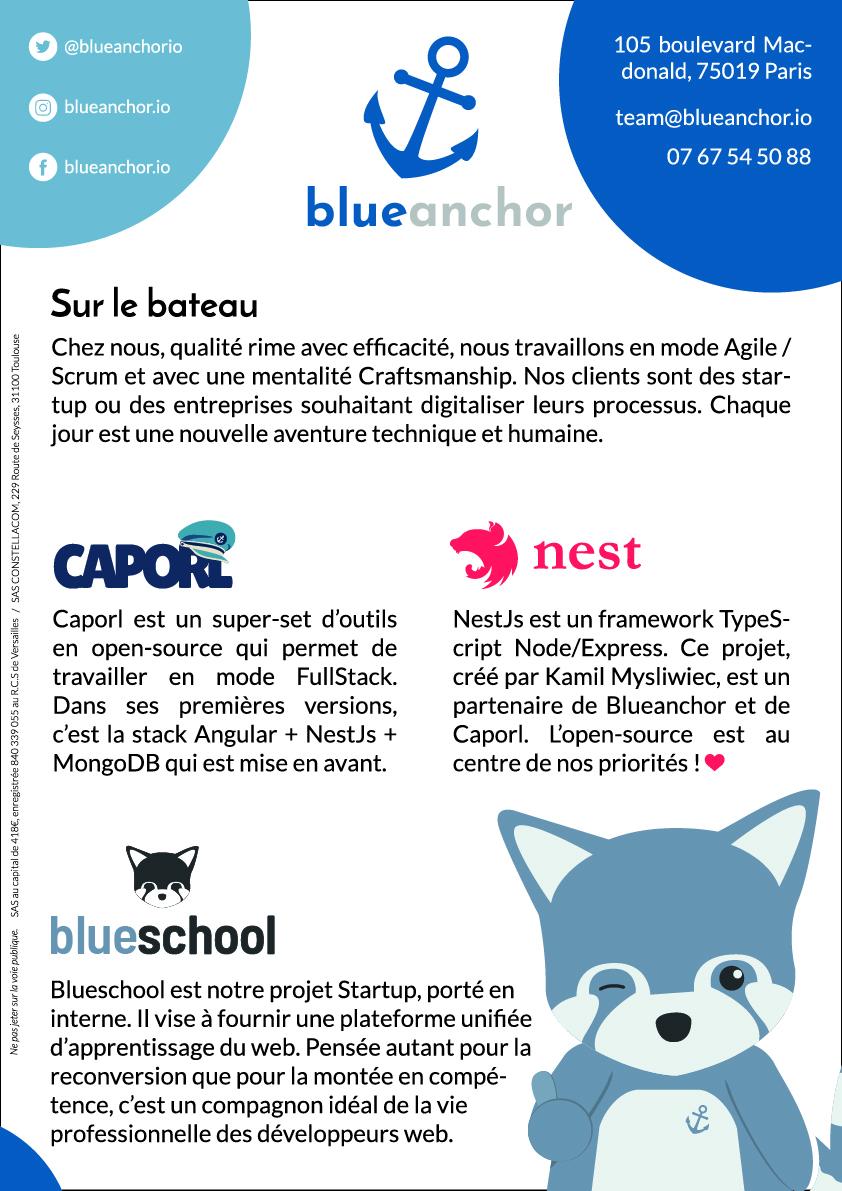 @blueanchorio
blueanchor.io
blueanchor.io
blueanchor
105 boulevard Mac-
donald, 75019 Paris
team@blueanchor.io
07 67 54 50 88
Sur le bateau
Chez nous, qualité rime avec efficacité, nous travaillons en mode Agile /
Scrum et avec une mentalité Craftsmanship. Nos clients sont des star-
tup ou des entreprises souhaitant digitaliser leurs processus. Chaque
jour est une nouvelle aventure technique et humaine.
CAPORL
Caporl est un super-set d’outils
en open-source qui permet de
travailler en mode FullStack.
Dans ses premières versions,
c’est la stack Angular + NestJs +
MongoDB qui est mise en avant.
nest
NestJs est un framework TypeS-
cript Node/Express. Ce projet,
créé par Kamil Mysliwiec, est un
partenaire de Blueanchor et de
Caporl. L’open-source est au
centre de nos priorités !
blueschool
Blueschool est notre projet Startup, porté en
interne. Il vise à fournir une plateforme unifiée
d’apprentissage du web. Pensée autant pour la
reconversion que pour la montée en compé-
tence, c’est un compagnon idéal de la vie
professionnelle des développeurs web.
Ne pas jeter sur la voie publique. SAS au capital de 418€, enregistrée 840 339 055 au R.C.S de Versailles / SAS CONSTELLACOM, 229 Route de Seysses, 31100 Toulouse